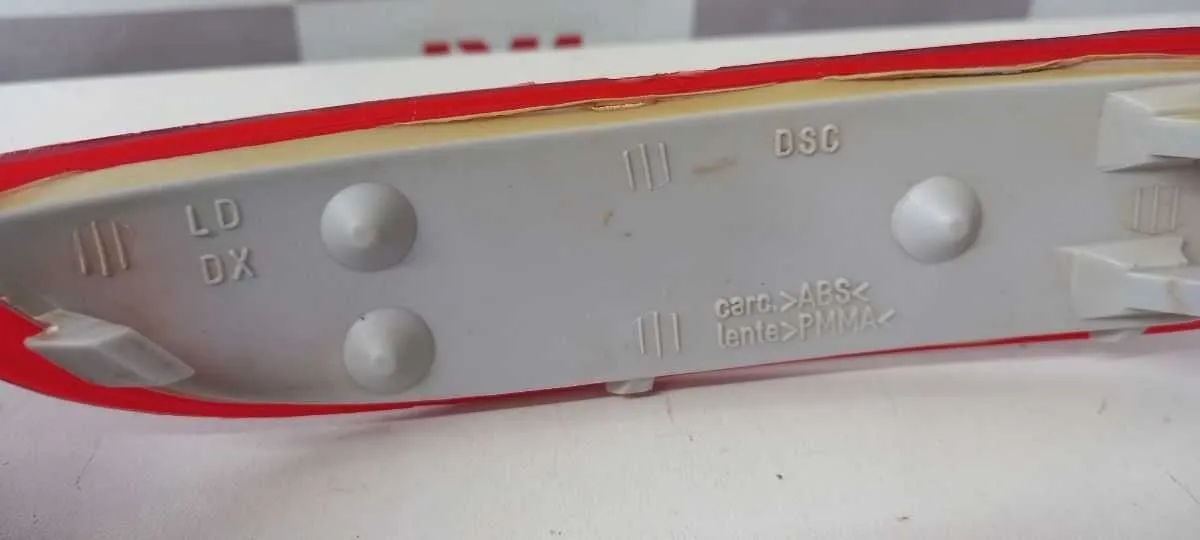 DSC
LD
DX
carc.>ABS<
lente>PMMA<